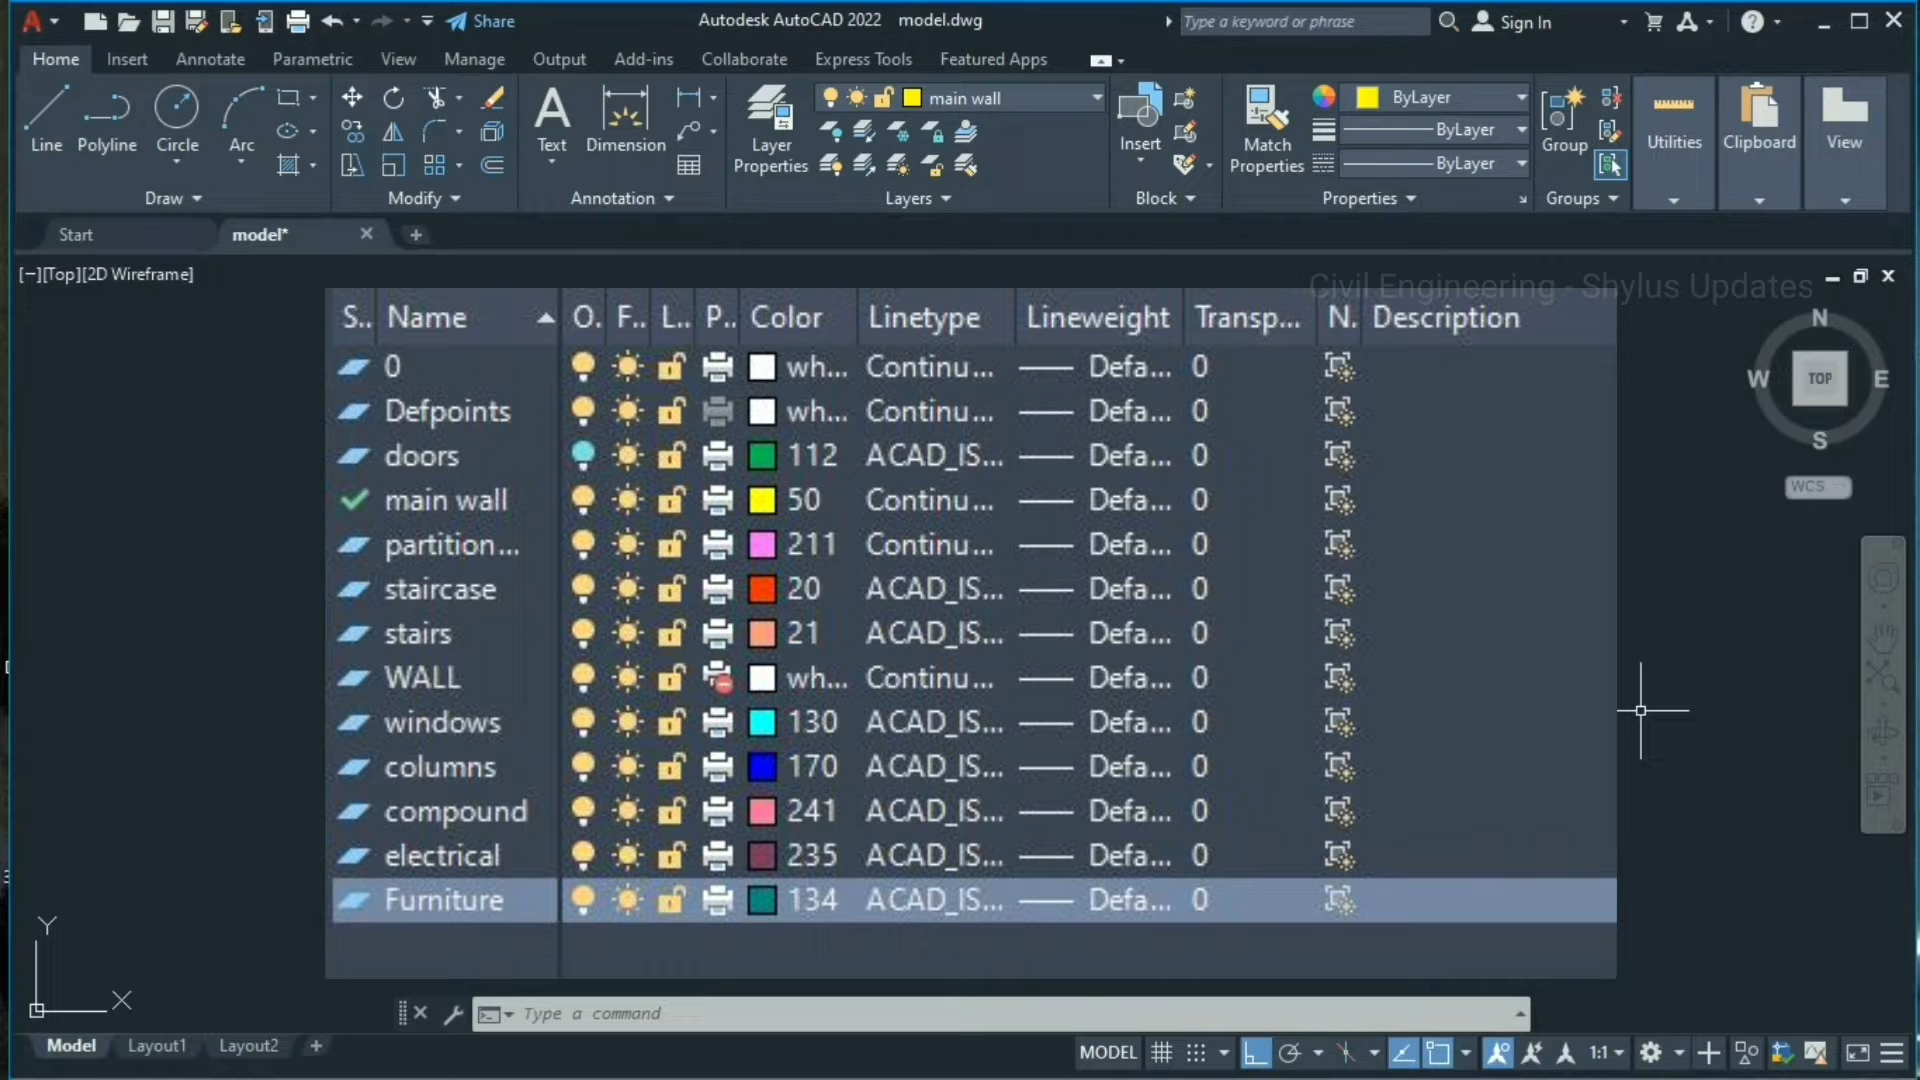 Share
Autodesk AutoCAD 2022 model.dwg
Type a keyword or phrase
Sign In
Home Insert Annotate Parametric View Manage Output Add-ins Collaborate Express Tools Featured Apps
main wall
ByLayer
ByLayer
ByLayer
Line Polyline Circle Arc
Text Dimension
Layer Properties
Insert
Match Properties
Group
Utilities Clipboard View
Draw Modify Annotation Layers Block Properties Groups
Start model*
[−][Top][2D Wireframe]
Civil Engineering - Shylus Updates
S.. Name O. F.. L.. P.. Color Linetype Lineweight Transp... N. Description
0 wh... Continu... Defa... 0
Defpoints wh... Continu... Defa... 0
doors 112 ACAD_IS... Defa... 0
main wall 50 Continu... Defa... 0
partition... 211 Continu... Defa... 0
staircase 20 ACAD_IS... Defa... 0
stairs 21 ACAD_IS... Defa... 0
WALL wh... Continu... Defa... 0
windows 130 ACAD_IS... Defa... 0
columns 170 ACAD_IS... Defa... 0
compound 241 ACAD_IS... Defa... 0
electrical 235 ACAD_IS... Defa... 0
Furniture 134 ACAD_IS... Defa... 0
N
W TOP E
S
WCS
Y
X
Type a command
Model Layout1 Layout2
MODEL 1:1